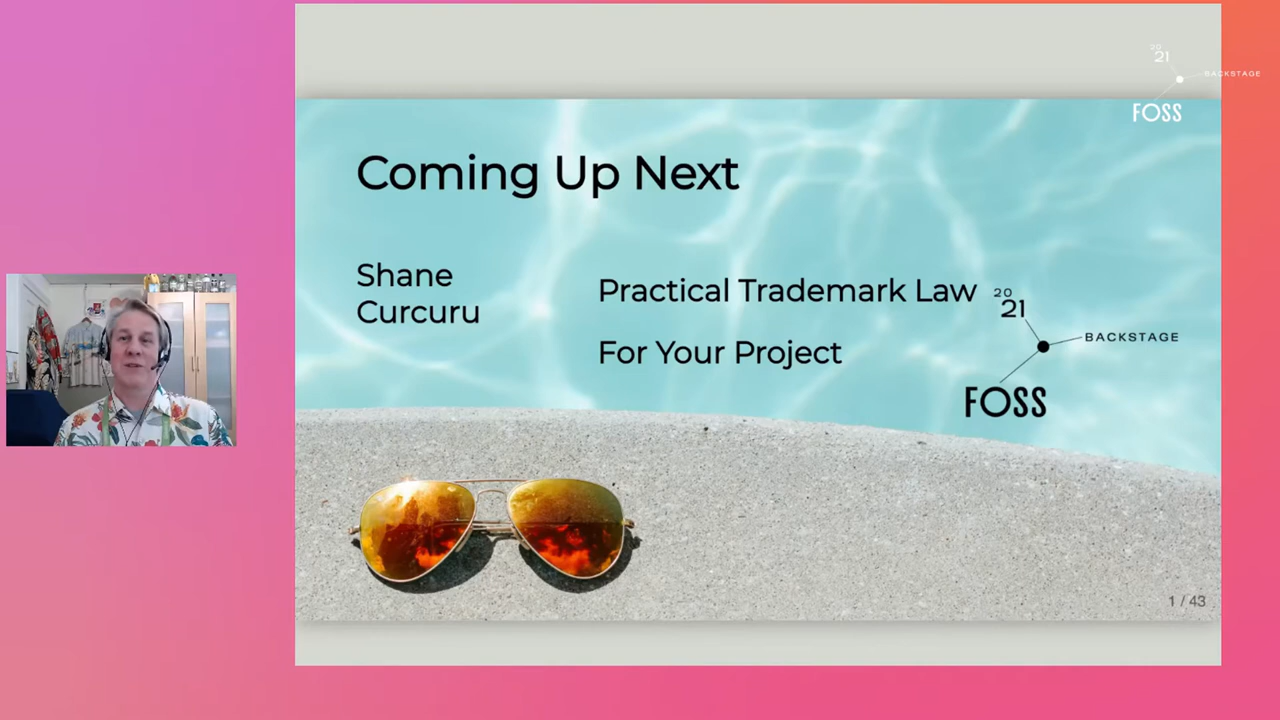 20
21
BACKSTAGE
FOSS
Coming Up Next
Shane
Curcuru
Practical Trademark Law
For Your Project
20
21
BACKSTAGE
FOSS
1 / 43